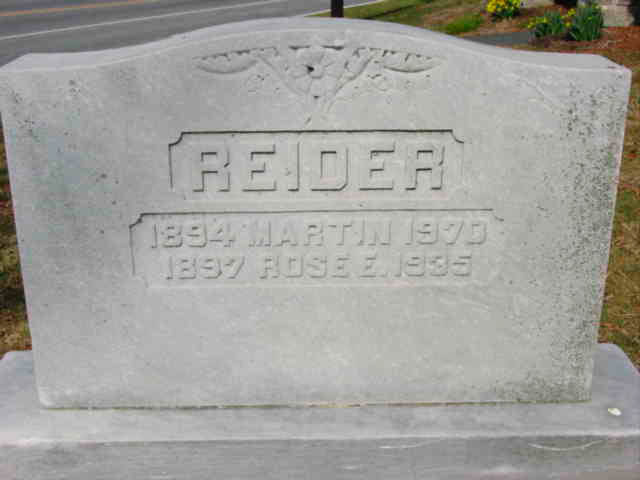 REIDER
1894 MARTIN 1970
1897 ROSE E. 1935